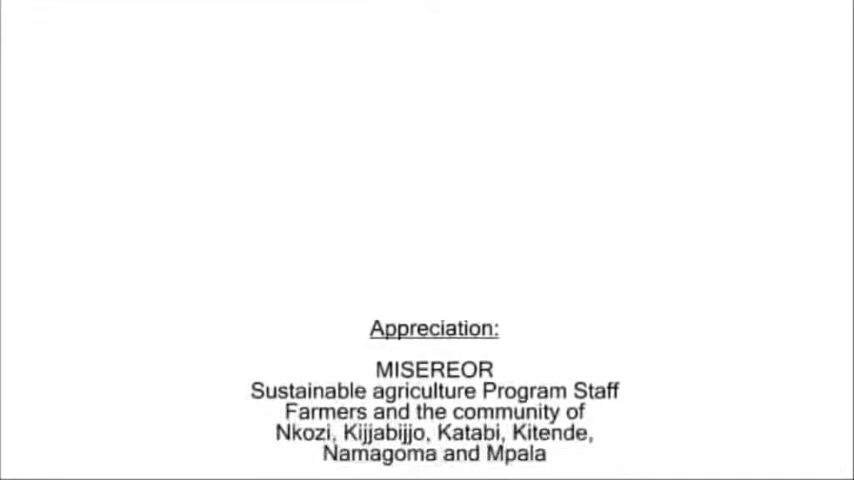 Appreciation:
MISEREOR
Sustainable agriculture Program Staff
Farmers and the community of
Nkozi, Kijjabijjo, Katabi, Kitende,
Namagoma and Mpala